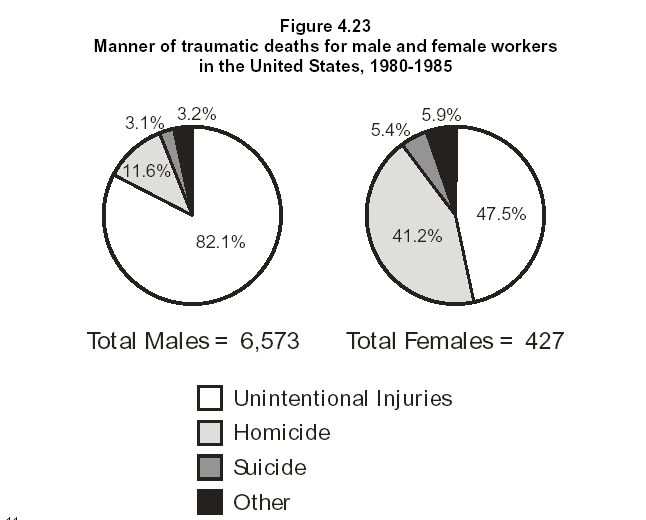 Figure 4.23
Manner of traumatic deaths for male and female workers
in the United States, 1980-1985
3.1% 3.2%
11.6%
82.1%
5.4% 5.9%
47.5%
41.2%
Total Males = 6,573
Total Females = 427
Unintentional Injuries
Homicide
Suicide
Other